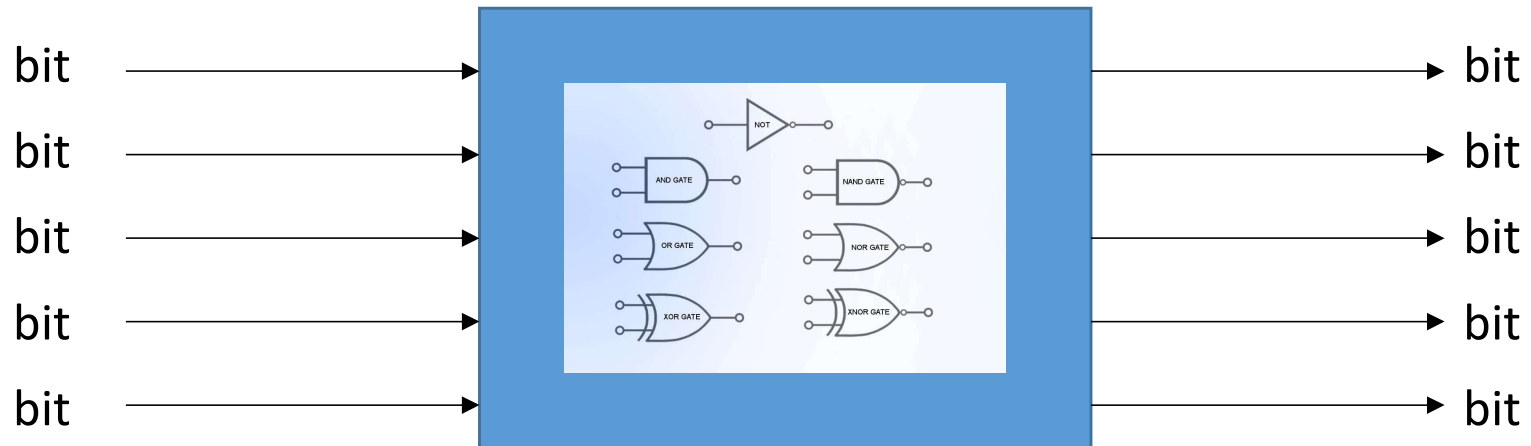 bit bit
NOT
bit bit
AND GATE NAND GATE
bit bit
OR GATE NOR GATE
bit bit
XOR GATE XNOR GATE
bit bit